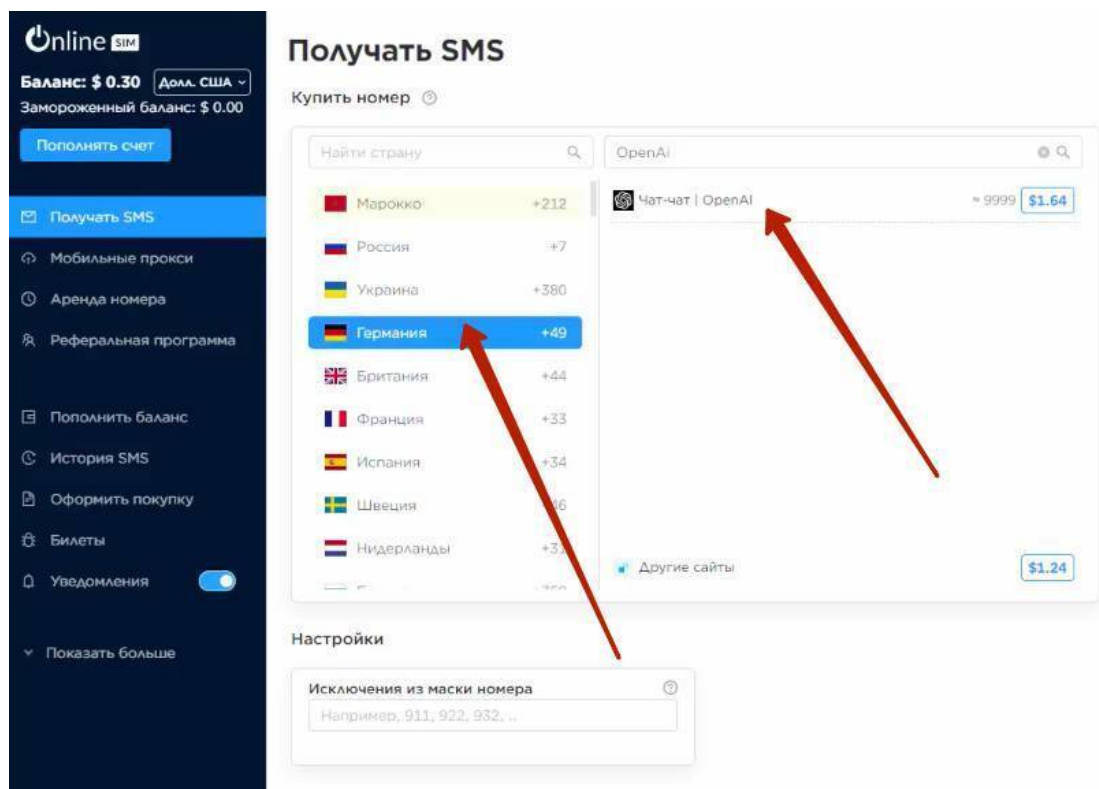 Online SIM
Баланс: $ 0.30 Долл. США
Замороженный баланс: $ 0.00
Пополнять счет
Получать SMS
Мобильные прокси
Аренда номера
Реферальная программа
Пополнить баланс
История SMS
Оформить покупку
Билеты
Уведомления
Показать больше
Получать SMS
Купить номер
Найти страну
Марокко +212
Россия +7
Украина +380
Германия +49
Британия +44
Франция +33
Испания +34
Швеция
Нидерланды
OpenAi
Чат-чат | OpenAI ≈ 9999 $1.64
Другие сайты $1.24
Настройки
Исключения из маски номера
Например, 911, 922, 932, ..